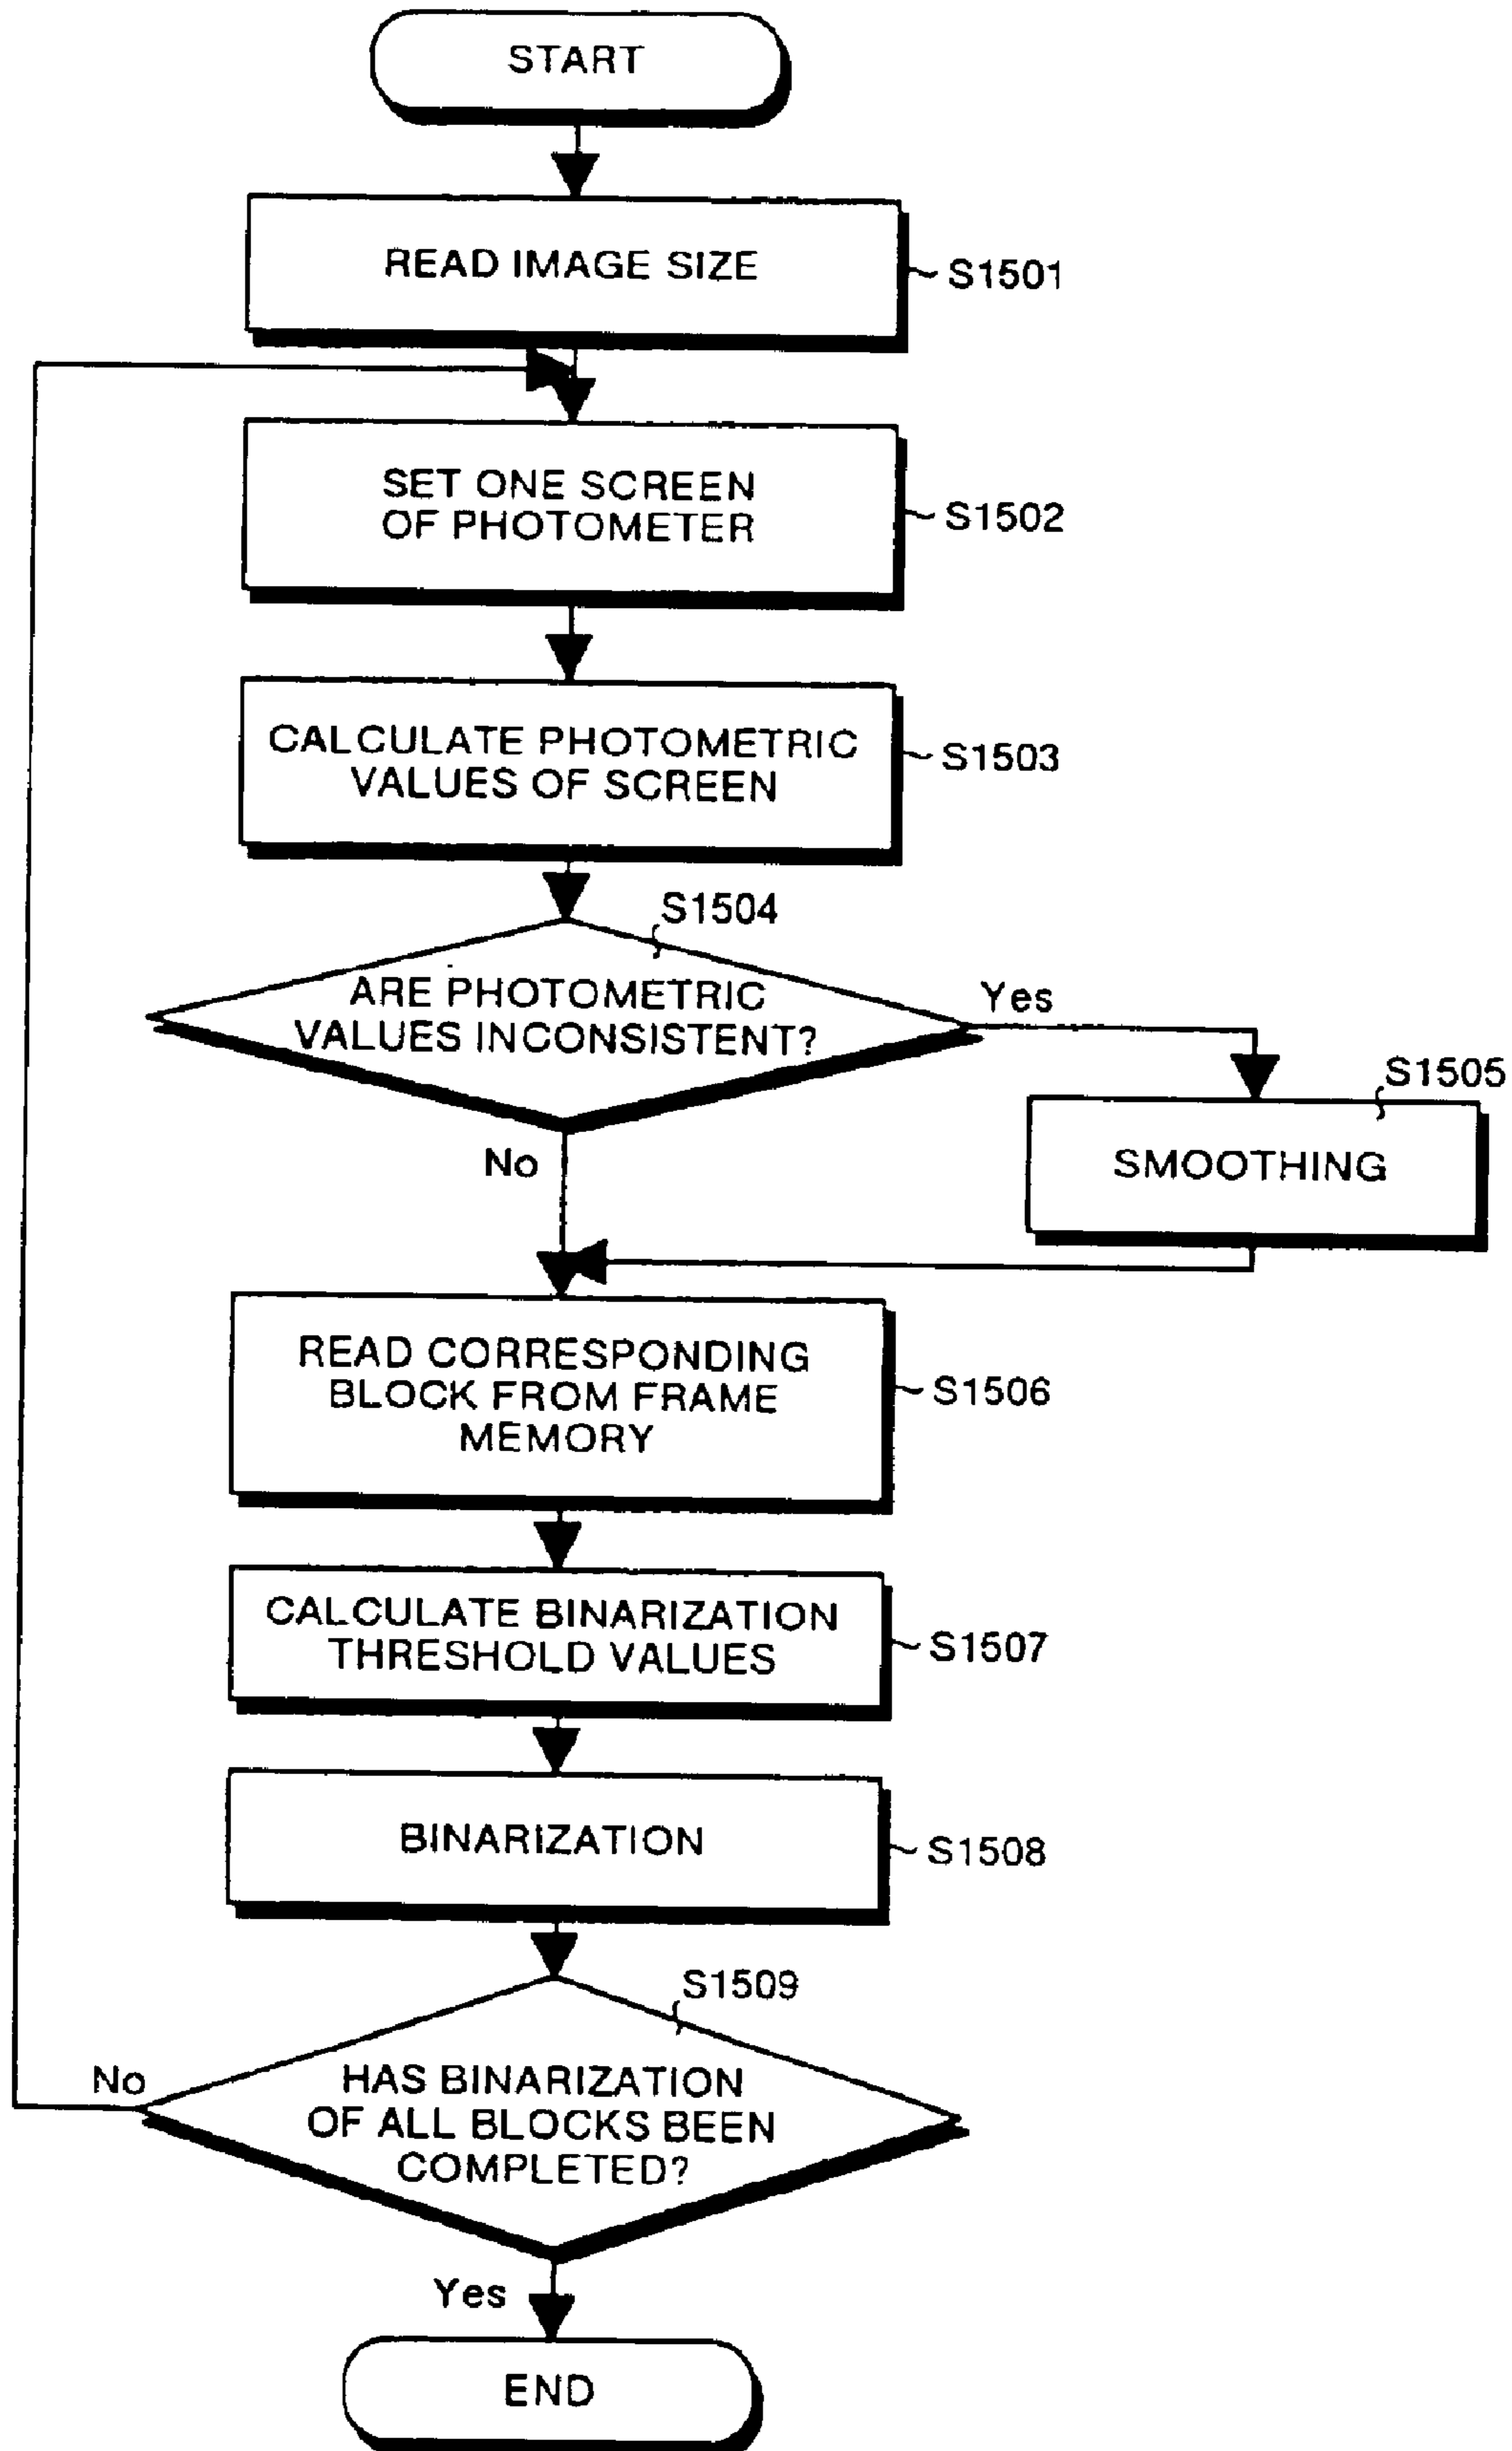 START
READ IMAGE SIZE
S1501
SET ONE SCREEN
OF PHOTOMETER
S1502
CALCULATE PHOTOMETRIC
VALUES OF SCREEN
S1503
S1504
ARE PHOTOMETRIC
VALUES INCONSISTENT?
Yes
No
S1505
SMOOTHING
READ CORRESPONDING
BLOCK FROM FRAME
MEMORY
S1506
CALCULATE BINARIZATION
THRESHOLD VALUES
S1507
BINARIZATION
S1508
S1509
HAS BINARIZATION
OF ALL BLOCKS BEEN
COMPLETED?
No
Yes
END